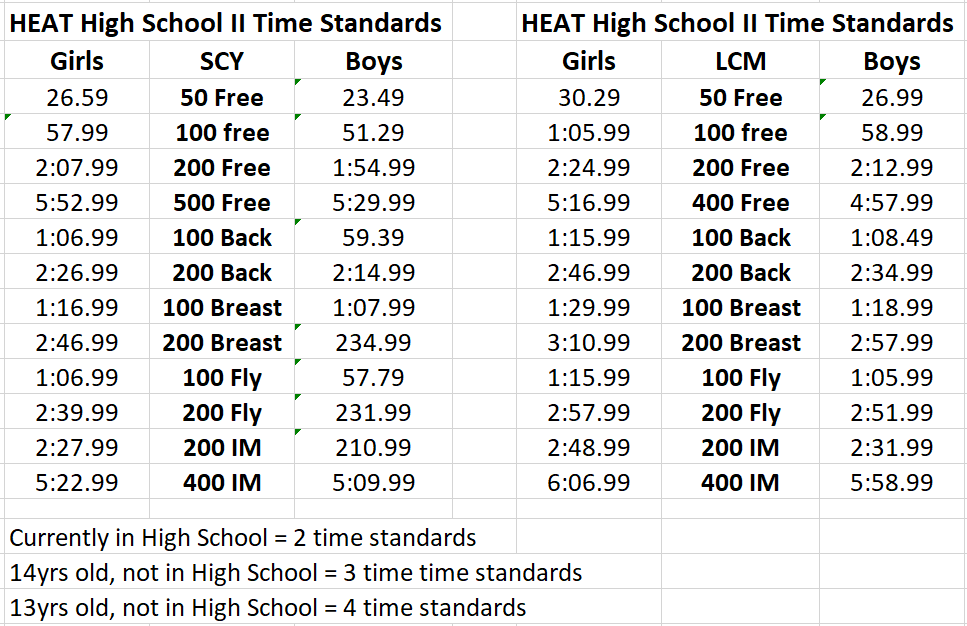 HEAT High School II Time Standards HEAT High School II Time Standards
Girls SCY Boys Girls LCM Boys
26.59 50 Free 23.49 30.29 50 Free 26.99
57.99 100 free 51.29 1:05.99 100 free 58.99
2:07.99 200 Free 1:54.99 2:24.99 200 Free 2:12.99
5:52.99 500 Free 5:29.99 5:16.99 400 Free 4:57.99
1:06.99 100 Back 59.39 1:15.99 100 Back 1:08.49
2:26.99 200 Back 2:14.99 2:46.99 200 Back 2:34.99
1:16.99 100 Breast 1:07.99 1:29.99 100 Breast 1:18.99
2:46.99 200 Breast 234.99 3:10.99 200 Breast 2:57.99
1:06.99 100 Fly 57.79 1:15.99 100 Fly 1:05.99
2:39.99 200 Fly 231.99 2:57.99 200 Fly 2:51.99
2:27.99 200 IM 210.99 2:48.99 200 IM 2:31.99
5:22.99 400 IM 5:09.99 6:06.99 400 IM 5:58.99
Currently in High School = 2 time standards
14yrs old, not in High School = 3 time time standards
13yrs old, not in High School = 4 time standards